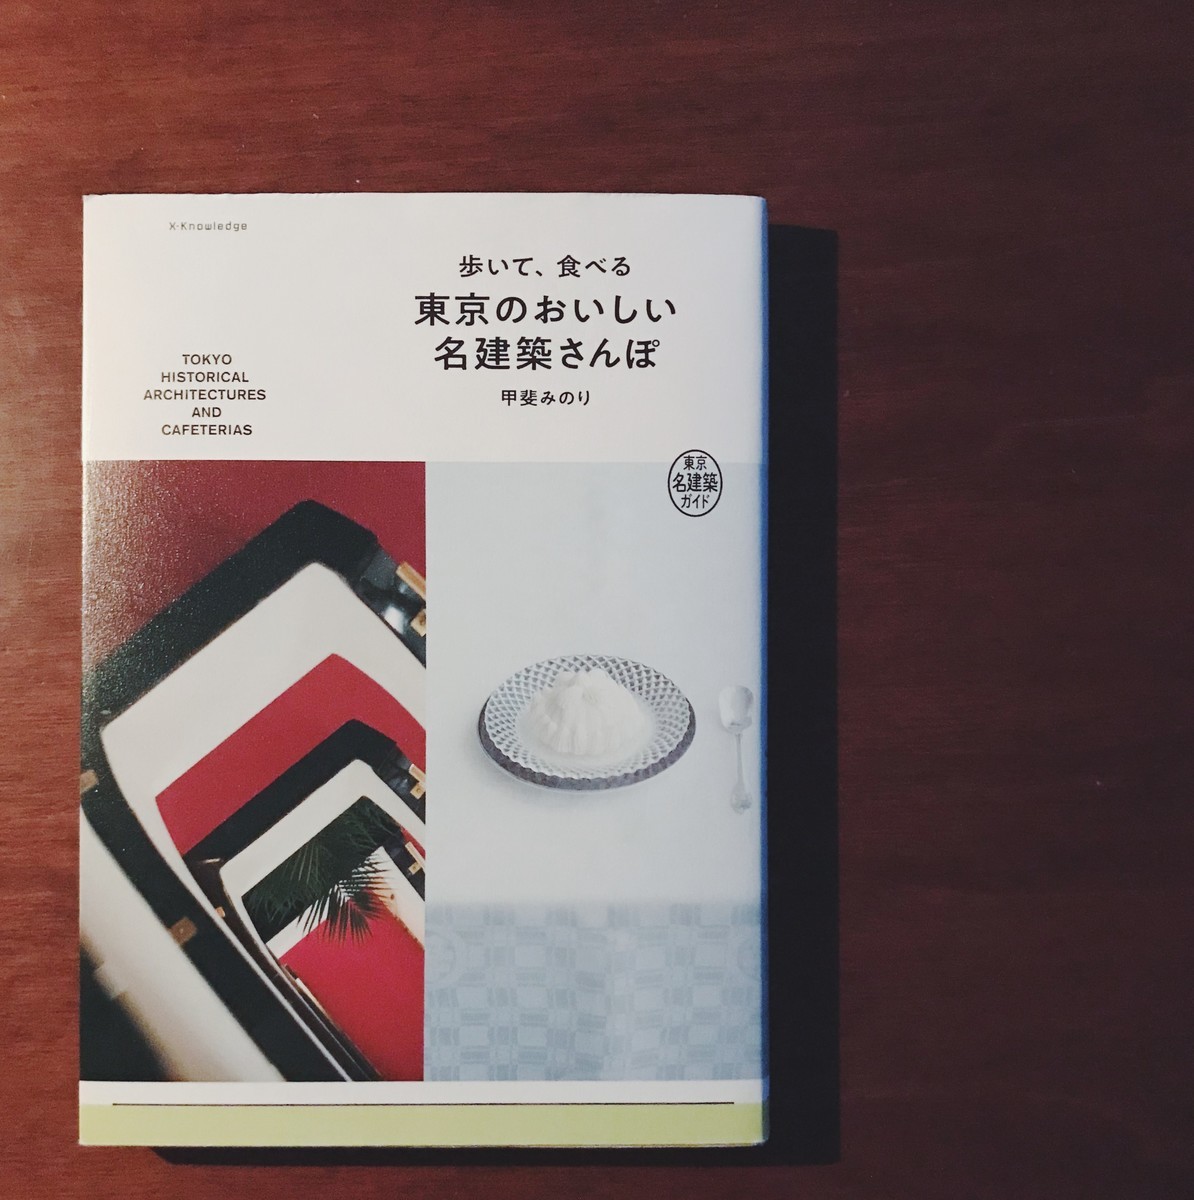 X-Knowledge
歩いて、食べる
東京のおいしい
名建築さんぽ
甲斐みのり
TOKYO
HISTORICAL
ARCHITECTURES
AND
CAFETERIAS
東京
名建築
ガイド